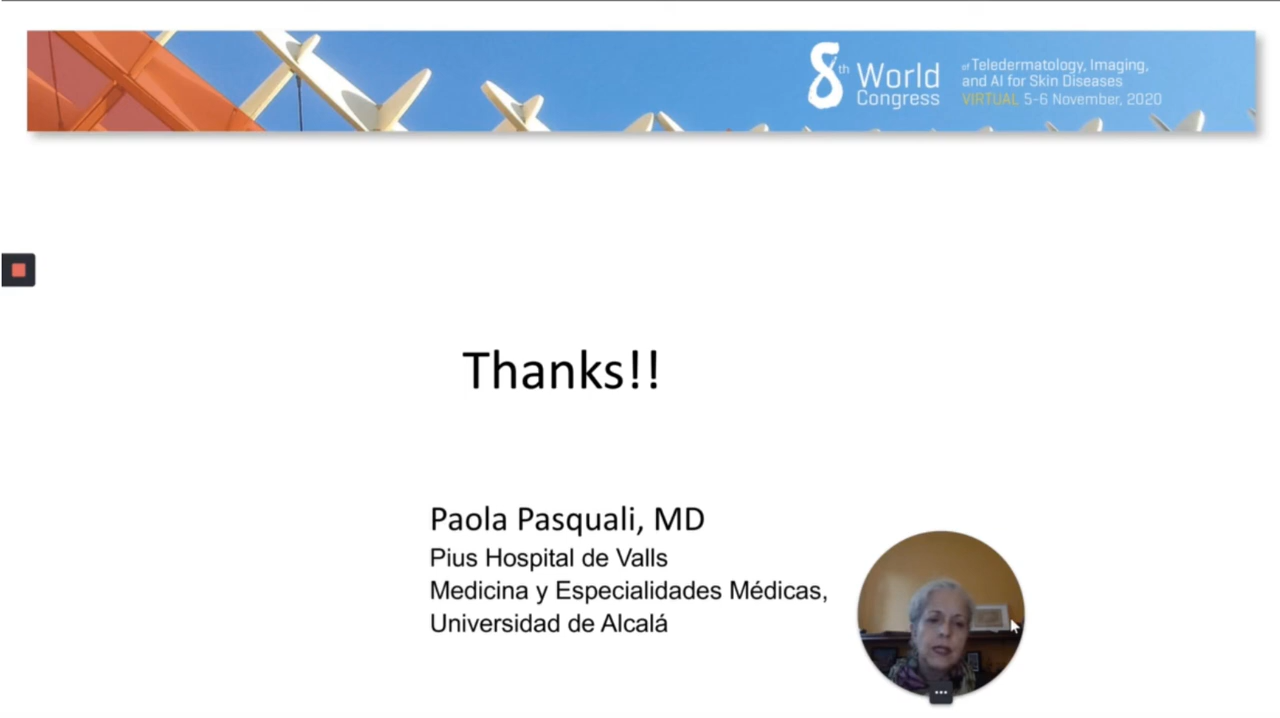 8th World
Congress
of Teledermatology, Imaging,
and AI for Skin Diseases
VIRTUAL 5-6 November, 2020
Thanks!!
Paola Pasquali, MD
Pius Hospital de Valls
Medicina y Especialidades Médicas,
Universidad de Alcalá